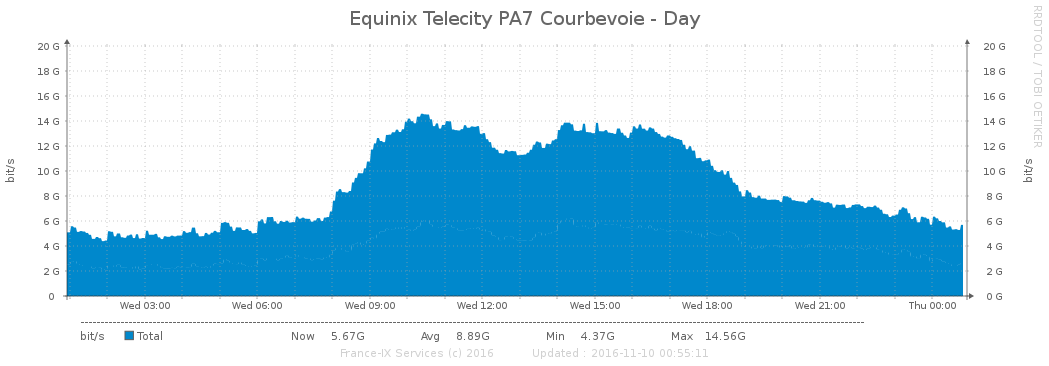 Equinix Telecity PA7 Courbevoie - Day
RRDTOOL / TOBI OETIKER
20 G 20 G
18 G 18 G
16 G 16 G
14 G 14 G
12 G 12 G
10 G 10 G
8 G 8 G
6 G 6 G
4 G 4 G
2 G 2 G
0 0 G
bit/s
bit/s
Wed 03:00 Wed 06:00 Wed 09:00 Wed 12:00 Wed 15:00 Wed 18:00 Wed 21:00 Thu 00:00
bit/s Total Now 5.67G Avg 8.89G Min 4.37G Max 14.56G
France-IX Services (c) 2016 Updated : 2016-11-10 00:55:11